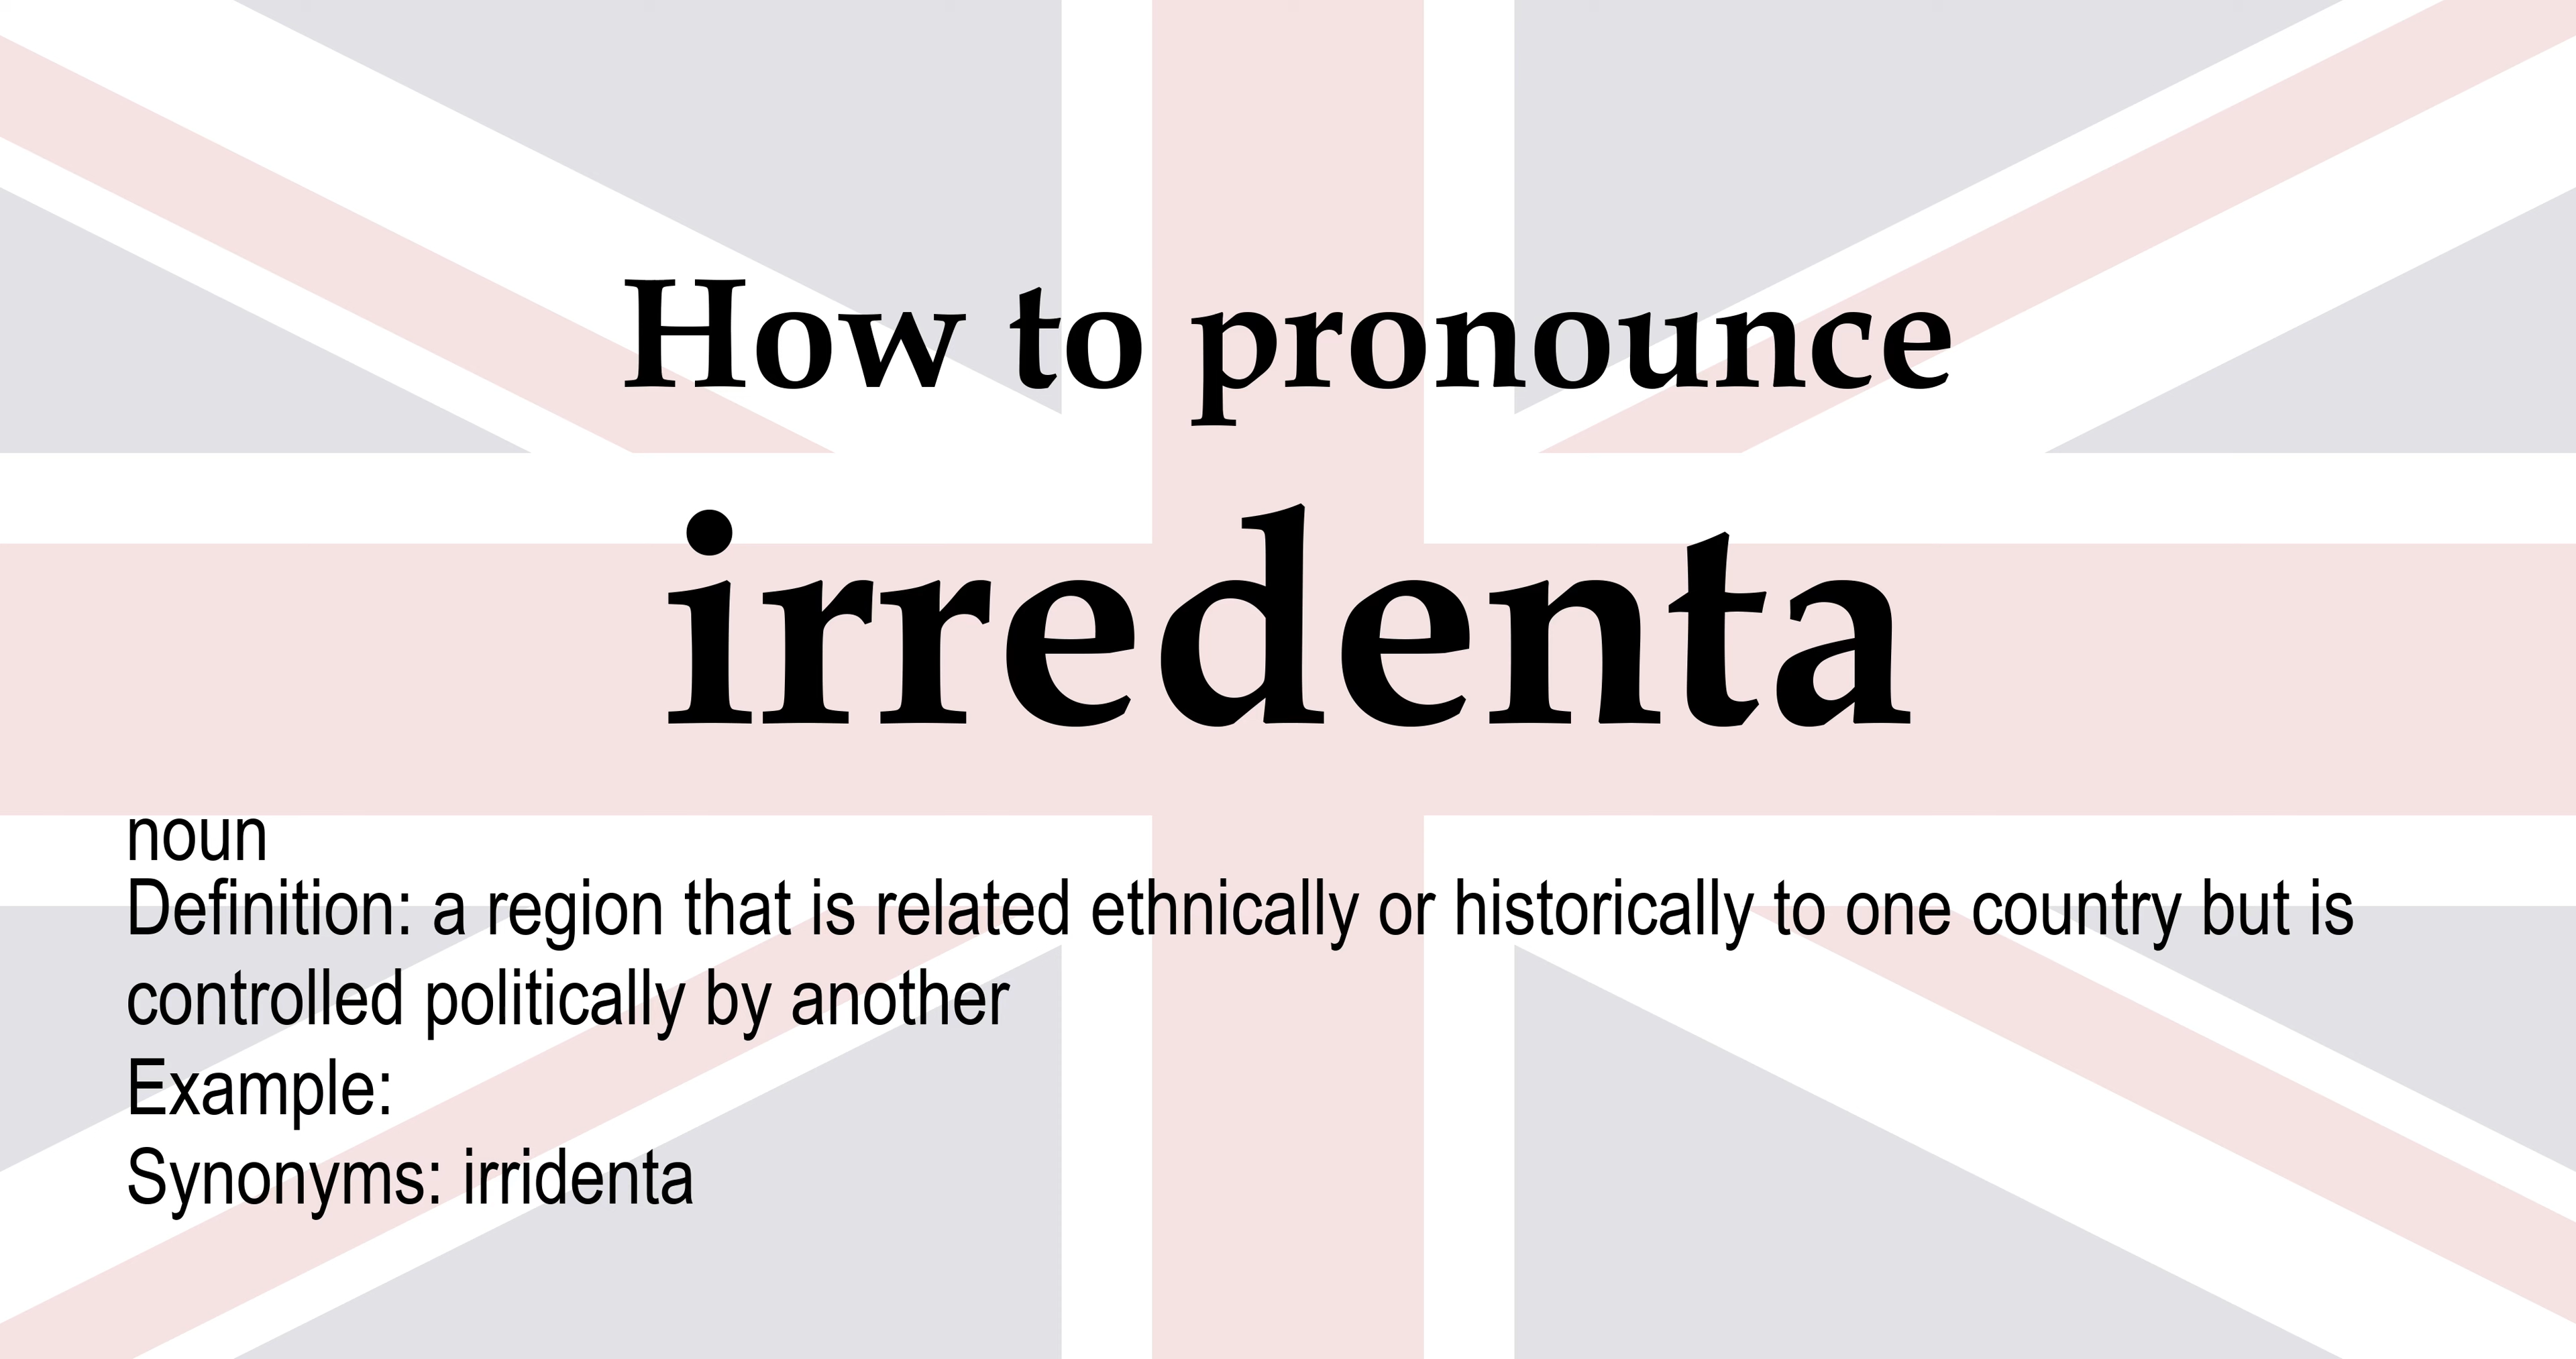 How to pronounce
irredenta
noun
Definition: a region that is related ethnically or historically to one country but is
controlled politically by another
Example:
Synonyms: irridenta